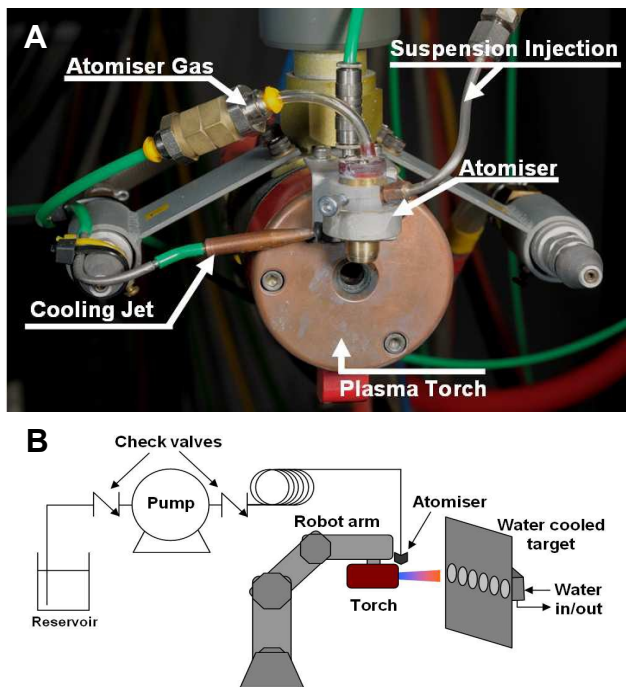 A
Atomiser Gas
Suspension Injection
Atomiser
Cooling Jet
Plasma Torch
B
Check valves
Pump
Robot arm
Atomiser
Water cooled
target
Torch
Water
in/out
Reservoir